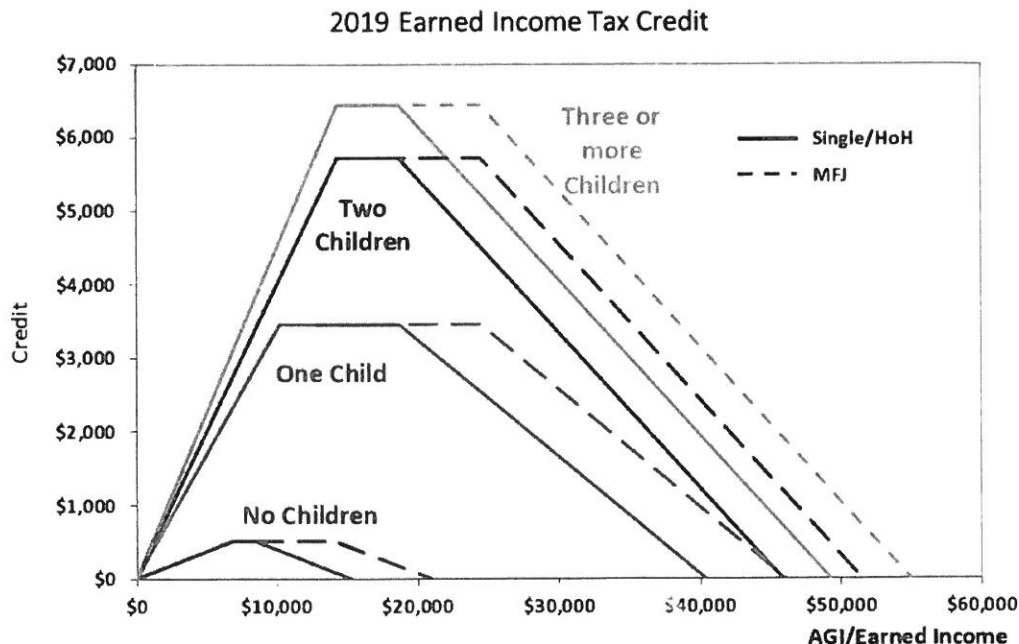 2019 Earned Income Tax Credit
$7,000
$6,000
$5,000
$4,000
$3,000
$2,000
$1,000
$0
Credit
Three or
more
Children
Single/HoH
MFJ
Two
Children
One Child
No Children
$0
$10,000
$20,000
$30,000
$40,000
$50,000
$60,000
AGI/Earned Income